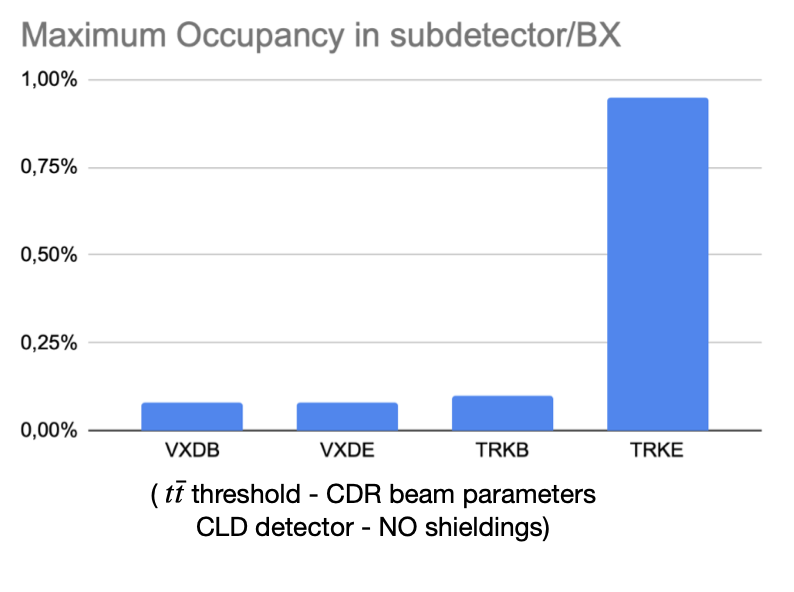 Maximum Occupancy in subdetector/BX
1,00%
0,75%
0,50%
0,25%
0,00%
VXDB VXDE TRKB TRKE
( tt̄ threshold - CDR beam parameters
CLD detector - NO shieldings)